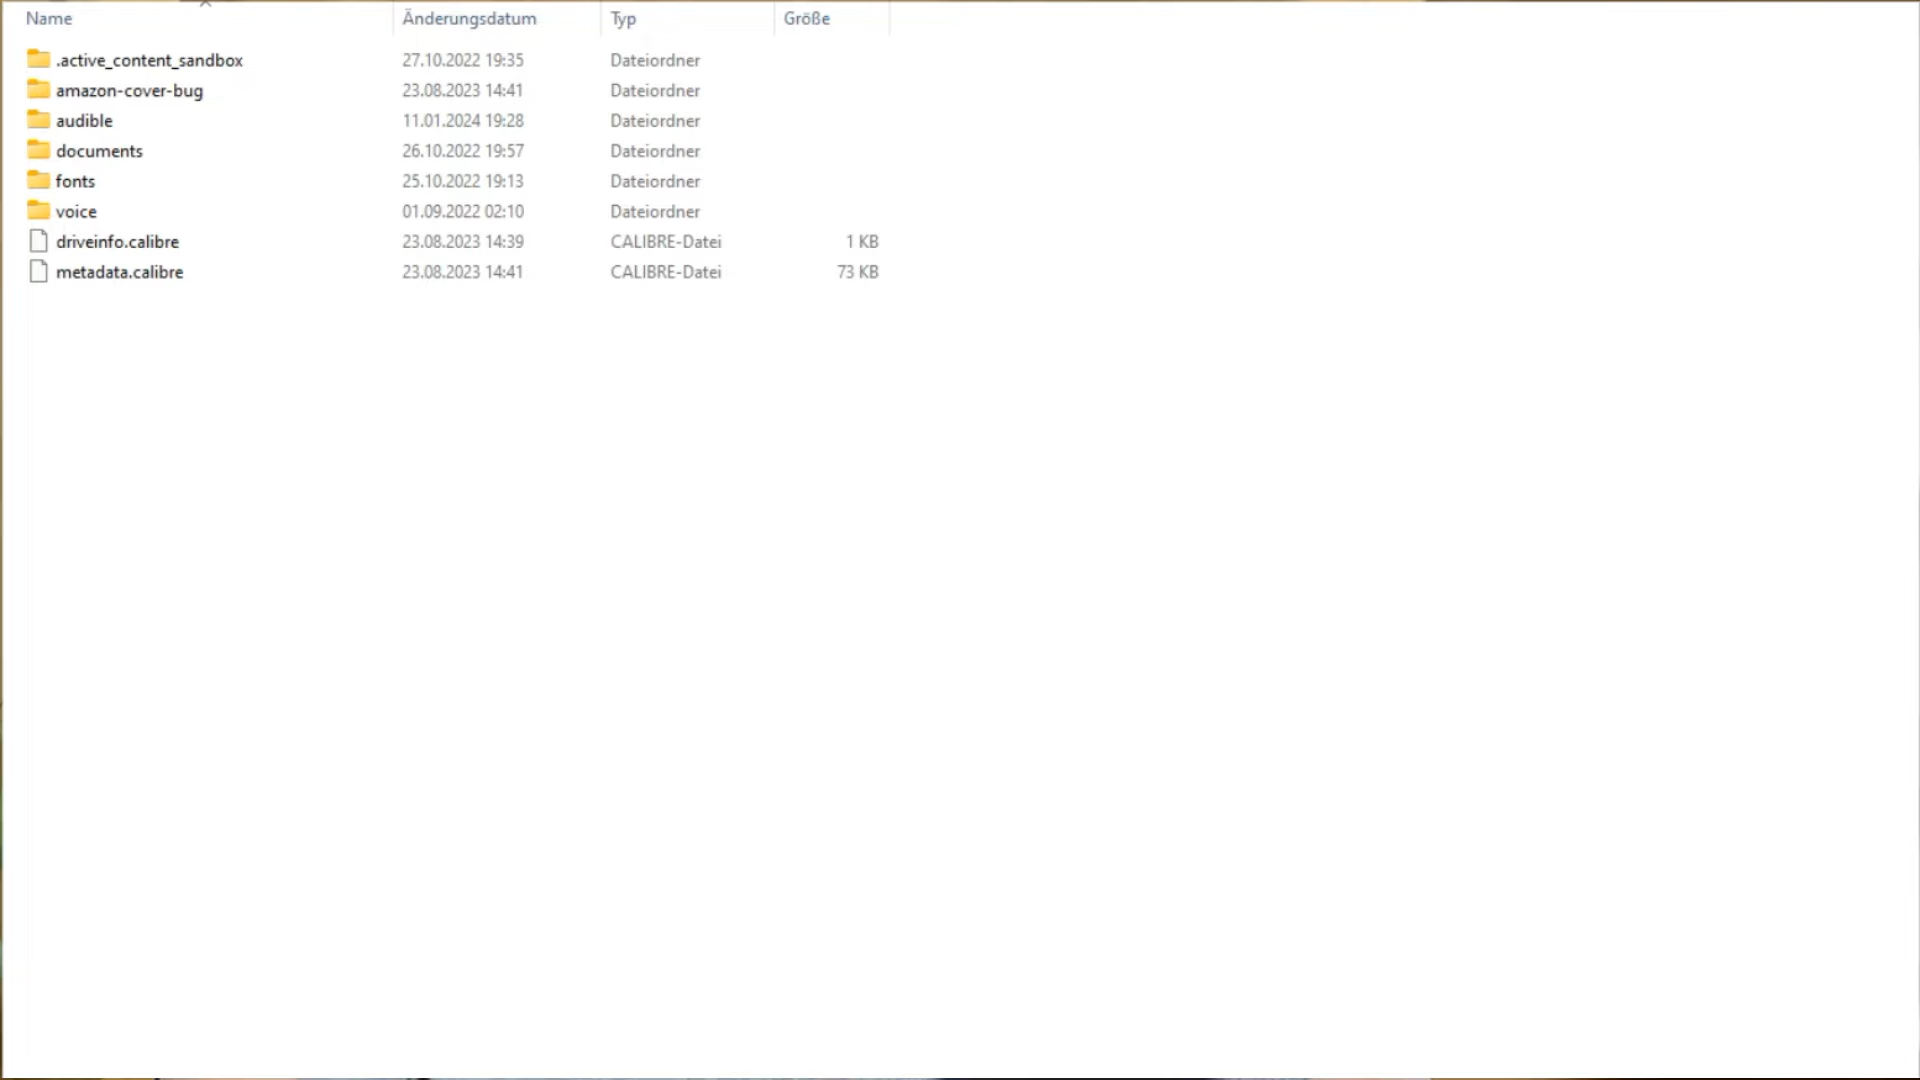 Name Änderungsdatum Typ Größe
.active_content_sandbox 27.10.2022 19:35 Dateiordner
amazon-cover-bug 23.08.2023 14:41 Dateiordner
audible 11.01.2024 19:28 Dateiordner
documents 26.10.2022 19:57 Dateiordner
fonts 25.10.2022 19:13 Dateiordner
voice 01.09.2022 02:10 Dateiordner
driveinfo.calibre 23.08.2023 14:39 CALIBRE-Datei 1 KB
metadata.calibre 23.08.2023 14:41 CALIBRE-Datei 73 KB